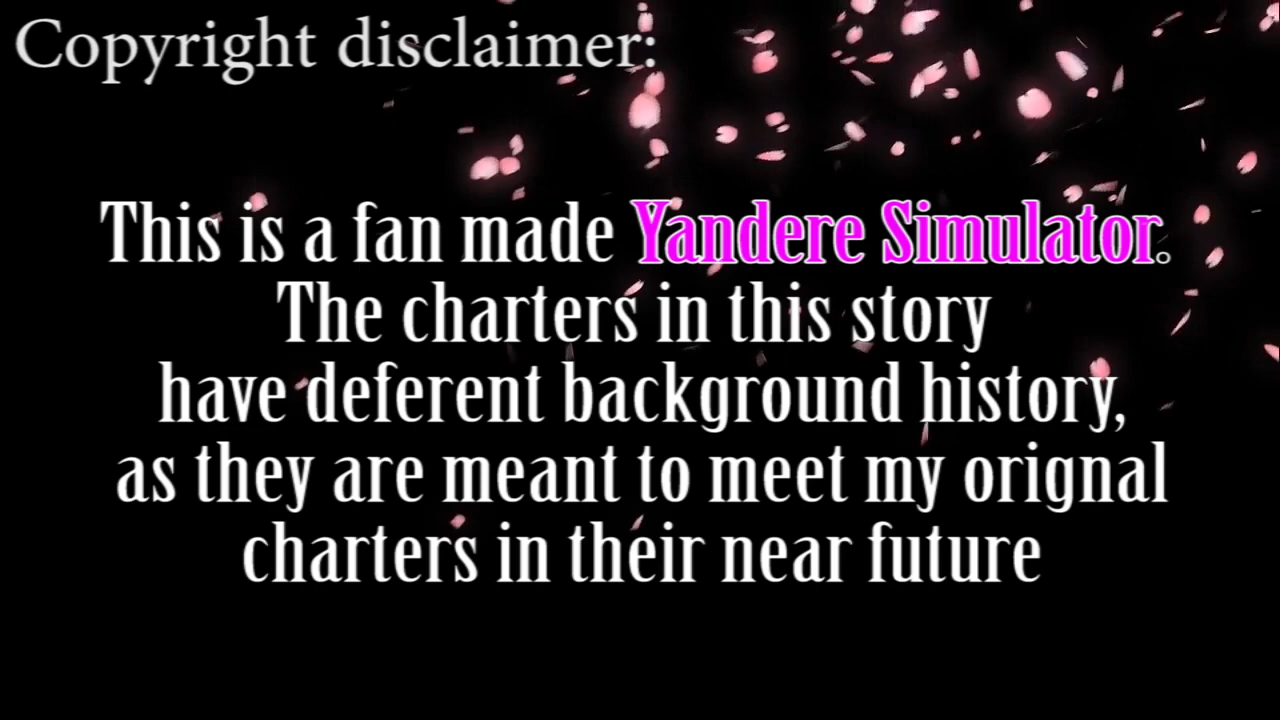 Copyright disclaimer:
This is a fan made Yandere Simulator.
The charters in this story
have deferent background history,
as they are meant to meet my orignal
charters in their near future